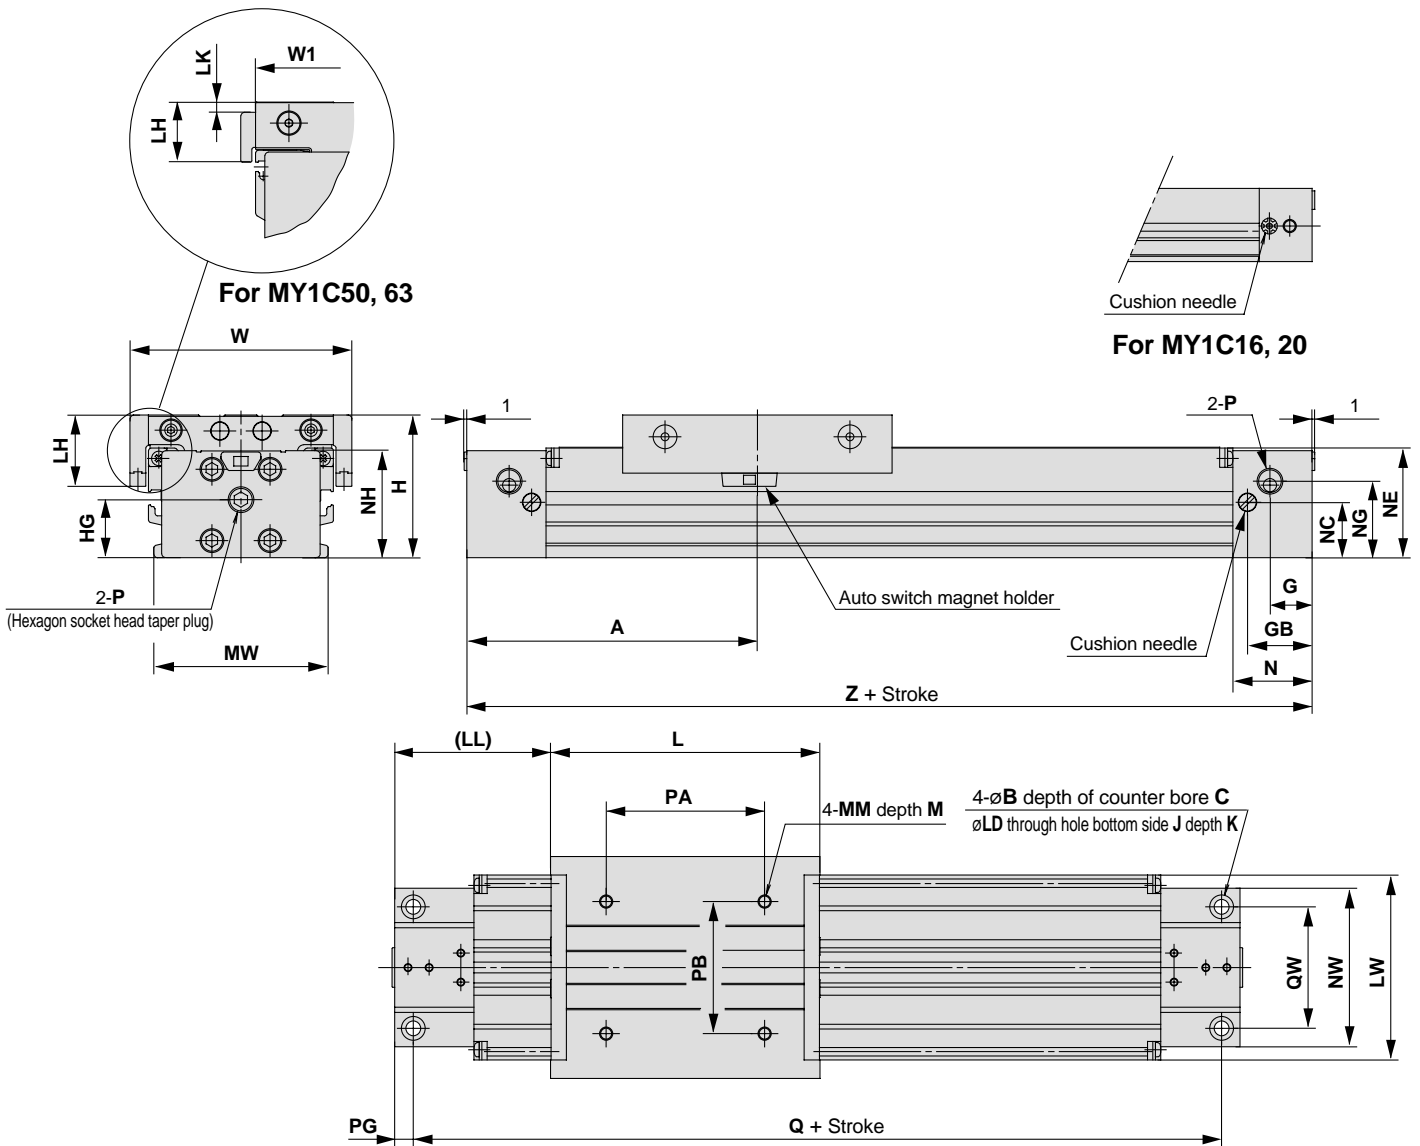 LK
W1
LH
For MY1C50, 63
Cushion needle
For MY1C16, 20
W
1
2-P
1
LH
HG
NH
H
NC
NG
NE
2-P
(Hexagon socket head taper plug)
MW
Auto switch magnet holder
A
Cushion needle
G
GB
N
Z + Stroke
(LL)
L
PA
4-MM depth M
4-øB depth of counter bore C
øLD through hole bottom side J depth K
PB
QW
NW
LW
PG
Q + Stroke